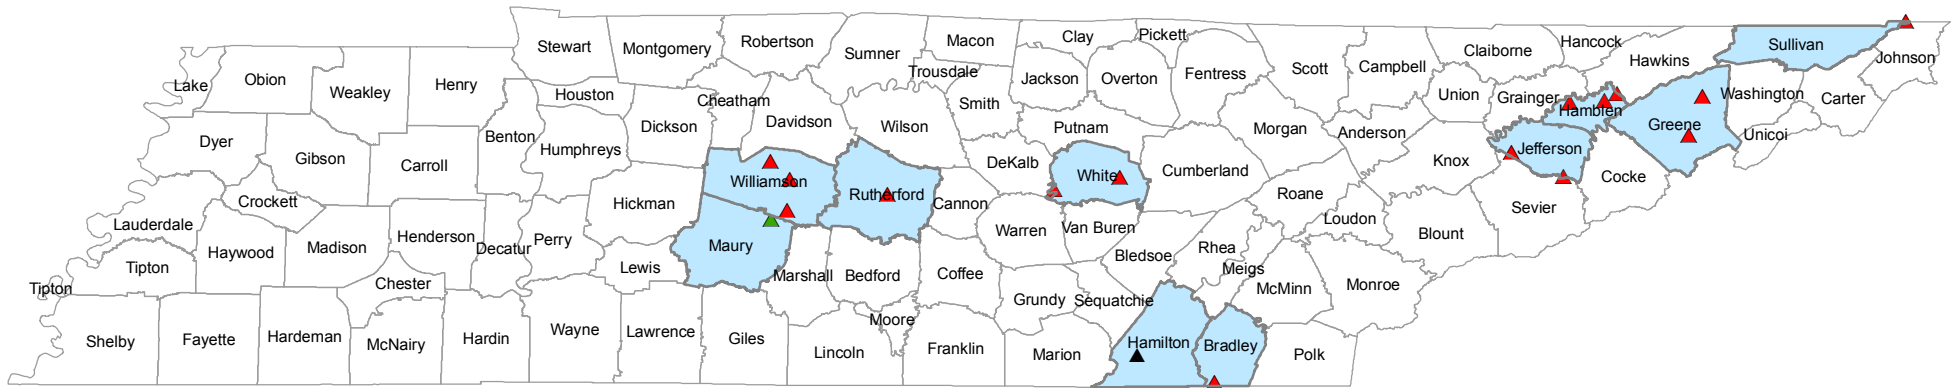 Lake
Obion
Weakley
Henry
Stewart
Montgomery
Robertson
Sumner
Macon
Trousdale
Clay
Pickett
Jackson
Overton
Fentress
Scott
Campbell
Claiborne
Hancock
Hawkins
Sullivan
Johnson
Houston
Cheatham
Smith
Union
Grainger
Hamblen
Washington
Carter
Dyer
Gibson
Carroll
Benton
Humphreys
Dickson
Davidson
Wilson
Putnam
Morgan
Anderson
Greene
Unicoi
DeKalb
White
Cumberland
Knox
Jefferson
Cocke
Williamson
Rutherford
Cannon
Roane
Loudon
Sevier
Lauderdale
Crockett
Haywood
Madison
Henderson
Decatur
Perry
Hickman
Maury
Warren
Van Buren
Rhea
Blount
Tipton
Tipton
Chester
Lewis
Marshall
Bedford
Coffee
Grundy
Sequatchie
Bledsoe
Meigs
McMinn
Monroe
Shelby
Fayette
Hardeman
McNairy
Hardin
Wayne
Lawrence
Giles
Lincoln
Moore
Franklin
Marion
Hamilton
Bradley
Polk